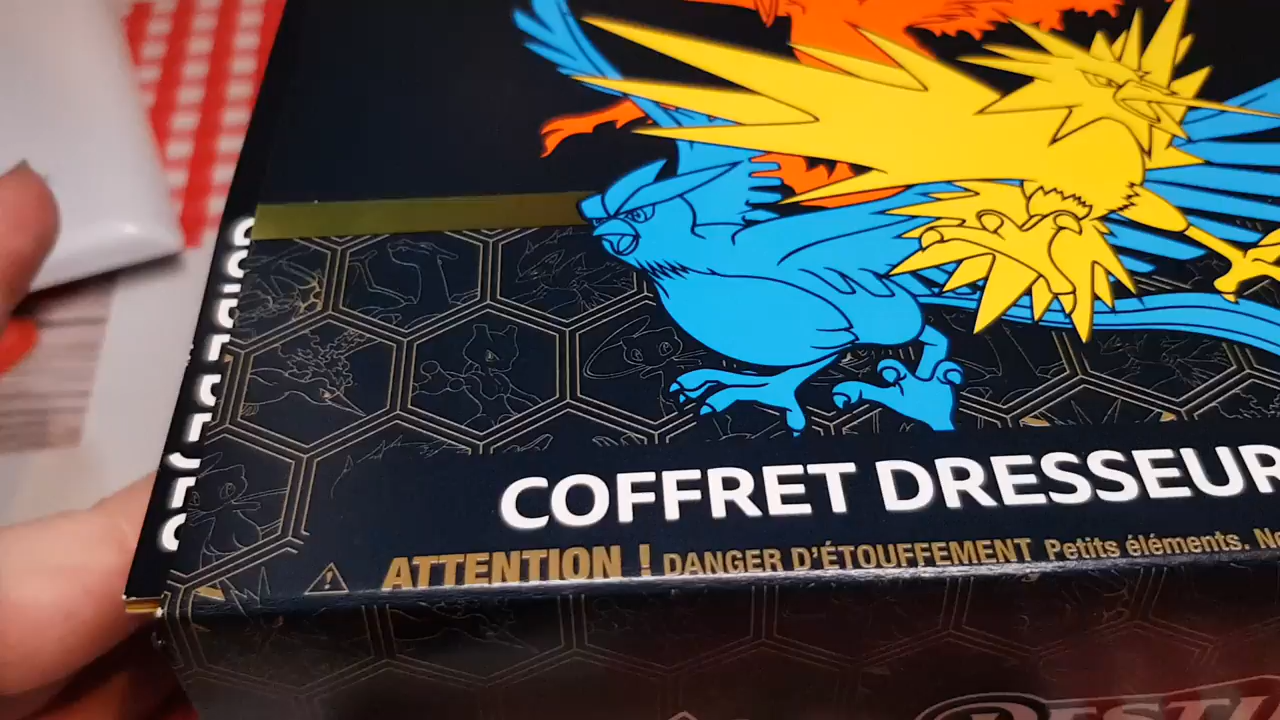 COFFRET DRESSEUR
ATTENTION ! DANGER D'ÉTOUFFEMENT Petits éléments.